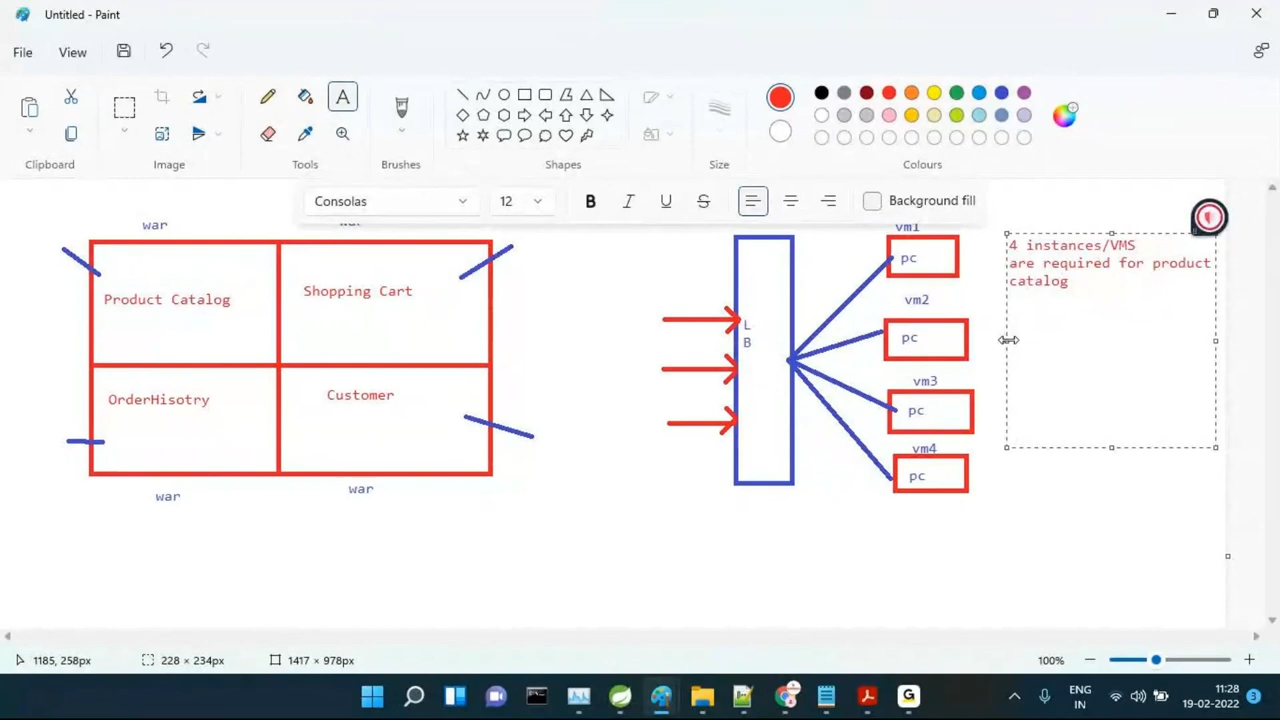 Untitled - Paint
File
View
Clipboard
Image
Tools
Brushes
Shapes
Size
Colours
Consolas
12
B
I
U
S
Background fill
war
war
Product Catalog
Shopping Cart
OrderHisotry
Customer
war
war
L
B
vm1
pc
vm2
pc
vm3
pc
vm4
pc
4 instances/VMS
are required for product
catalog
1185, 258px
228 × 234px
1417 × 978px
100%
ENG
IN
11:28
19-02-2022
3